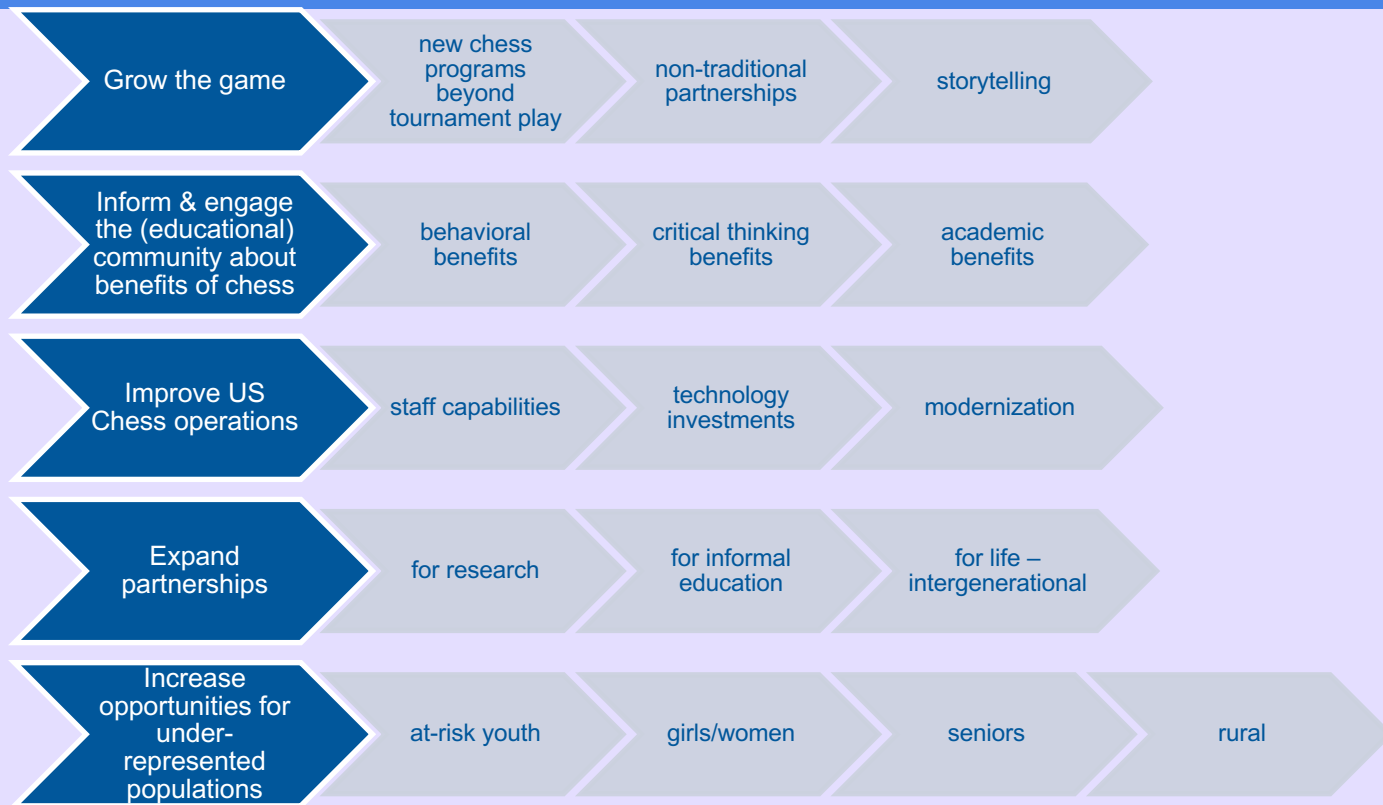 Grow the game
new chess
programs
beyond
tournament play
non-traditional
partnerships
storytelling
Inform & engage
the (educational)
community about
benefits of chess
behavioral
benefits
critical thinking
benefits
academic
benefits
Improve US
Chess operations
staff capabilities
technology
investments
modernization
Expand
partnerships
for research
for informal
education
for life –
intergenerational
Increase
opportunities for
under-
represented
populations
at-risk youth
girls/women
seniors
rural